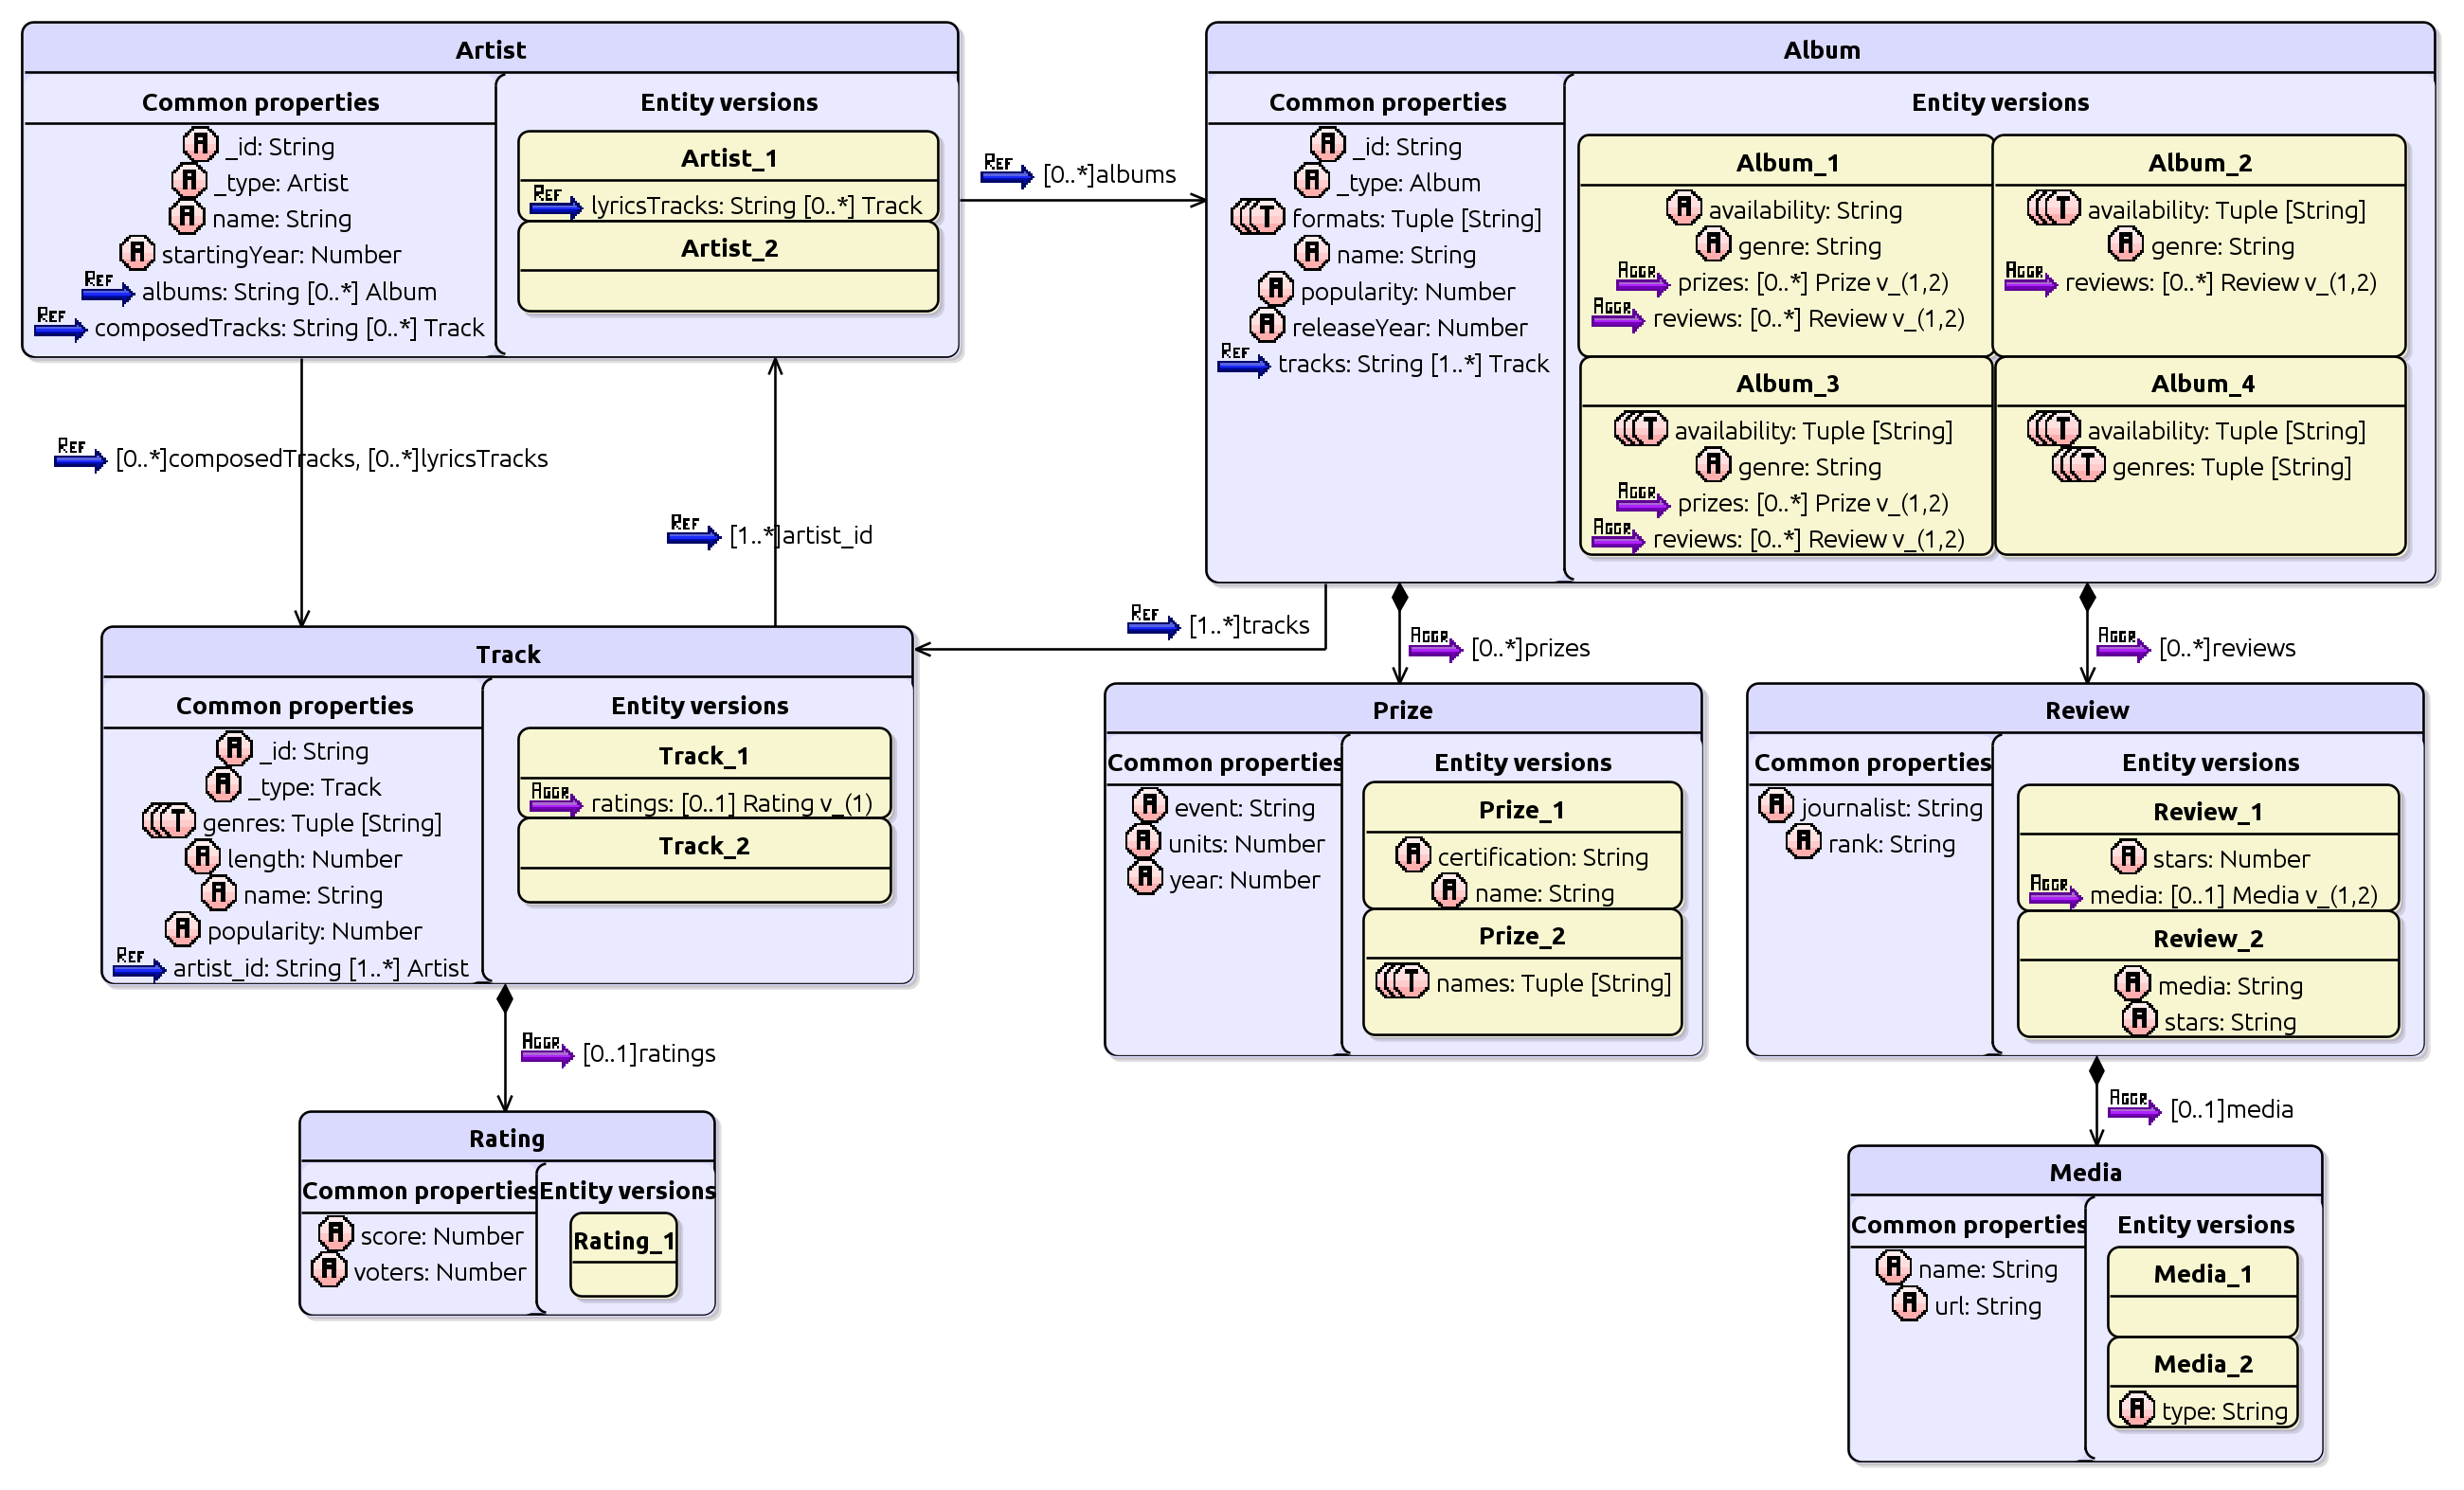 Artist
Common properties
A _id: String
A _type: Artist
A name: String
A startingYear: Number
REF albums: String [0..*] Album
REF composedTracks: String [0..*] Track
Entity versions
Artist_1
REF lyricsTracks: String [0..*] Track
Artist_2
REF [0..*]albums
Album
Common properties
A _id: String
A _type: Album
T formats: Tuple [String]
A name: String
A popularity: Number
A releaseYear: Number
REF tracks: String [1..*] Track
Entity versions
Album_1
A availability: String
A genre: String
AGGR prizes: [0..*] Prize v_(1,2)
AGGR reviews: [0..*] Review v_(1,2)
Album_2
T availability: Tuple [String]
A genre: String
AGGR reviews: [0..*] Review v_(1,2)
Album_3
T availability: Tuple [String]
A genre: String
AGGR prizes: [0..*] Prize v_(1,2)
AGGR reviews: [0..*] Review v_(1,2)
Album_4
T availability: Tuple [String]
T genres: Tuple [String]
REF [0..*]composedTracks, [0..*]lyricsTracks
REF [1..*]artist_id
REF [1..*]tracks
AGGR [0..*]prizes
AGGR [0..*]reviews
Track
Common properties
A _id: String
A _type: Track
T genres: Tuple [String]
A length: Number
A name: String
A popularity: Number
REF artist_id: String [1..*] Artist
Entity versions
Track_1
AGGR ratings: [0..1] Rating v_(1)
Track_2
Prize
Common properties
A event: String
A units: Number
A year: Number
Entity versions
Prize_1
A certification: String
A name: String
Prize_2
T names: Tuple [String]
Review
Common properties
A journalist: String
A rank: String
Entity versions
Review_1
A stars: Number
AGGR media: [0..1] Media v_(1,2)
Review_2
A media: String
A stars: String
AGGR [0..1]ratings
AGGR [0..1]media
Rating
Common properties
A score: Number
A voters: Number
Entity versions
Rating_1
Media
Common properties
A name: String
A url: String
Entity versions
Media_1
Media_2
A type: String